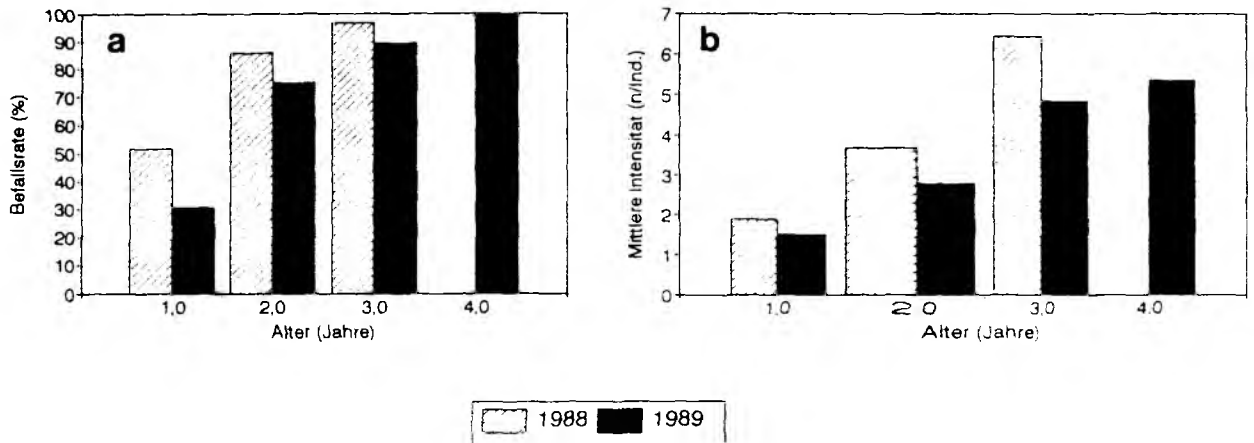 a
Befallsrate (%)
100
90
80
70
60
50
40
30
20
10
0
1,0 2,0 3,0 4,0
Alter (Jahre)
b
Mittlere Intensität (n/Ind.)
7
6
5
4
3
2
1
0
1,0 2 0 3,0 4,0
Alter (Jahre)
1988 1989